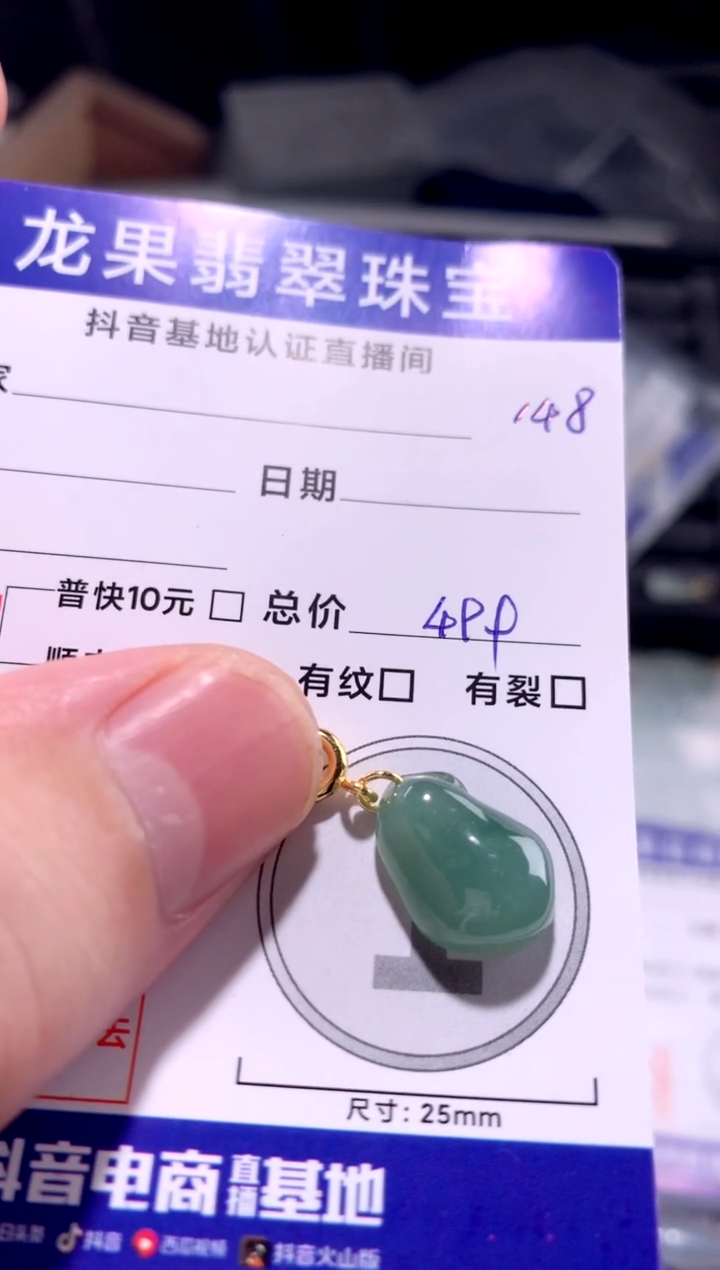 龙果翡翠珠宝
抖音基地认证直播间
家
148
日期
普快10元 □ 总价 499
有纹□ 有裂□
尺寸: 25mm
抖音电商直播基地
抖音 西瓜视频 抖音火山版